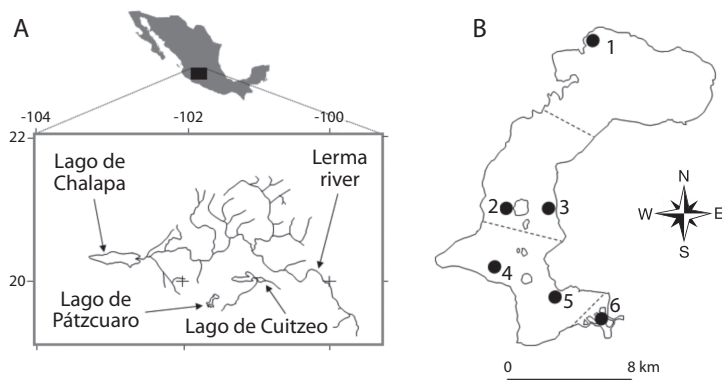 A
B
-104
-102
-100
22
20
Lago de
Chalapa
Lerma
river
Lago de
Pátzcuaro
Lago de Cuitzeo
1
2
3
4
5
6
N
W
E
S
0
8 km